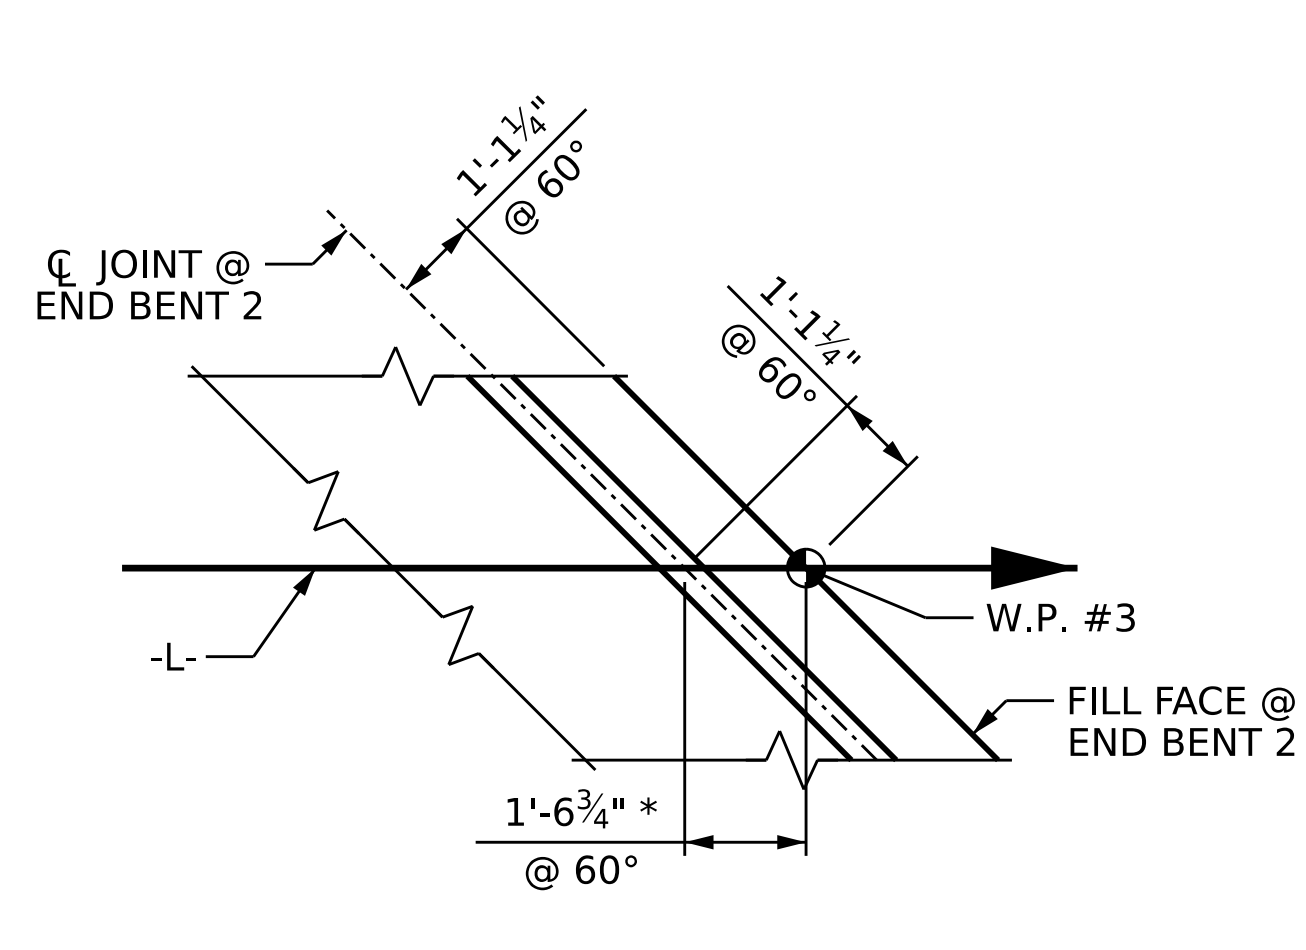 1'-1¼"
@ 60°
℄ JOINT @
END BENT 2
1'-1¼"
@ 60°
W.P. #3
-L-
FILL FACE @
END BENT 2
1'-6¾" *
@ 60°